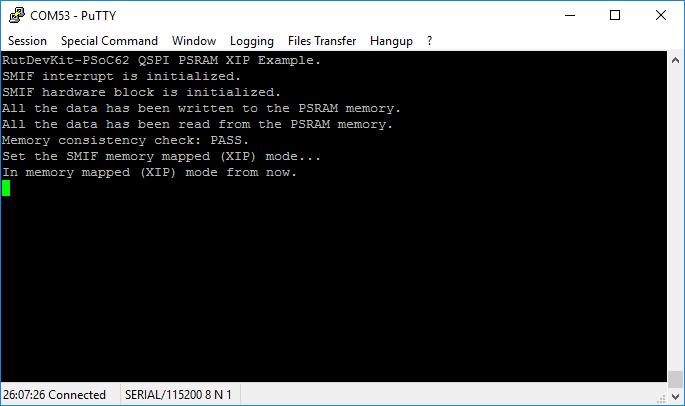 COM53 - PuTTY
Session Special Command Window Logging Files Transfer Hangup ?
RutDevKit-PSoC62 QSPI PSRAM XIP Example.
SMIF interrupt is initialized.
SMIF hardware block is initialized.
All the data has been written to the PSRAM memory.
All the data has been read from the PSRAM memory.
Memory consistency check: PASS.
Set the SMIF memory mapped (XIP) mode...
In memory mapped (XIP) mode from now.
26:07:26 Connected SERIAL/115200 8 N 1